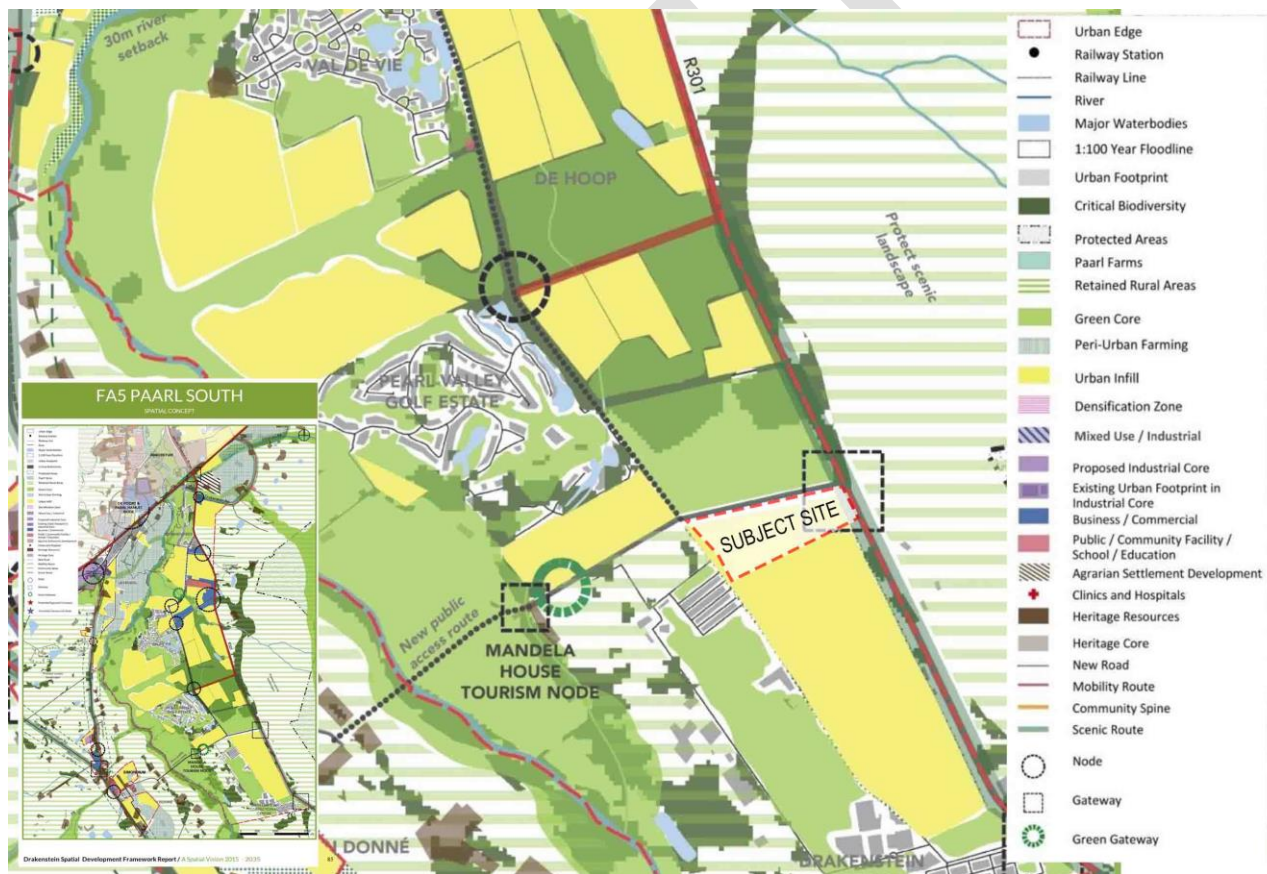 30m river
setback
VAL DE VIE
R301
DE HOOP
Protect scenic
landscape
PEARL VALLEY
GOLF ESTATE
SUBJECT SITE
New public
access route
MANDELA
HOUSE
TOURISM NODE
DONNÉ
DRAKENSTEIN
FA5 PAARL SOUTH
SPATIAL CONCEPT
Drakenstein Spatial Development Framework Report / A Spatial Vision 2015 - 2035
Urban Edge
Railway Station
Railway Line
River
Major Waterbodies
1:100 Year Floodline
Urban Footprint
Critical Biodiversity
Protected Areas
Paarl Farms
Retained Rural Areas
Green Core
Peri-Urban Farming
Urban Infill
Densification Zone
Mixed Use / Industrial
Proposed Industrial Core
Existing Urban Footprint in
Industrial Core
Business / Commercial
Public / Community Facility /
School / Education
Agrarian Settlement Development
Clinics and Hospitals
Heritage Resources
Heritage Core
New Road
Mobility Route
Community Spine
Scenic Route
Node
Gateway
Green Gateway